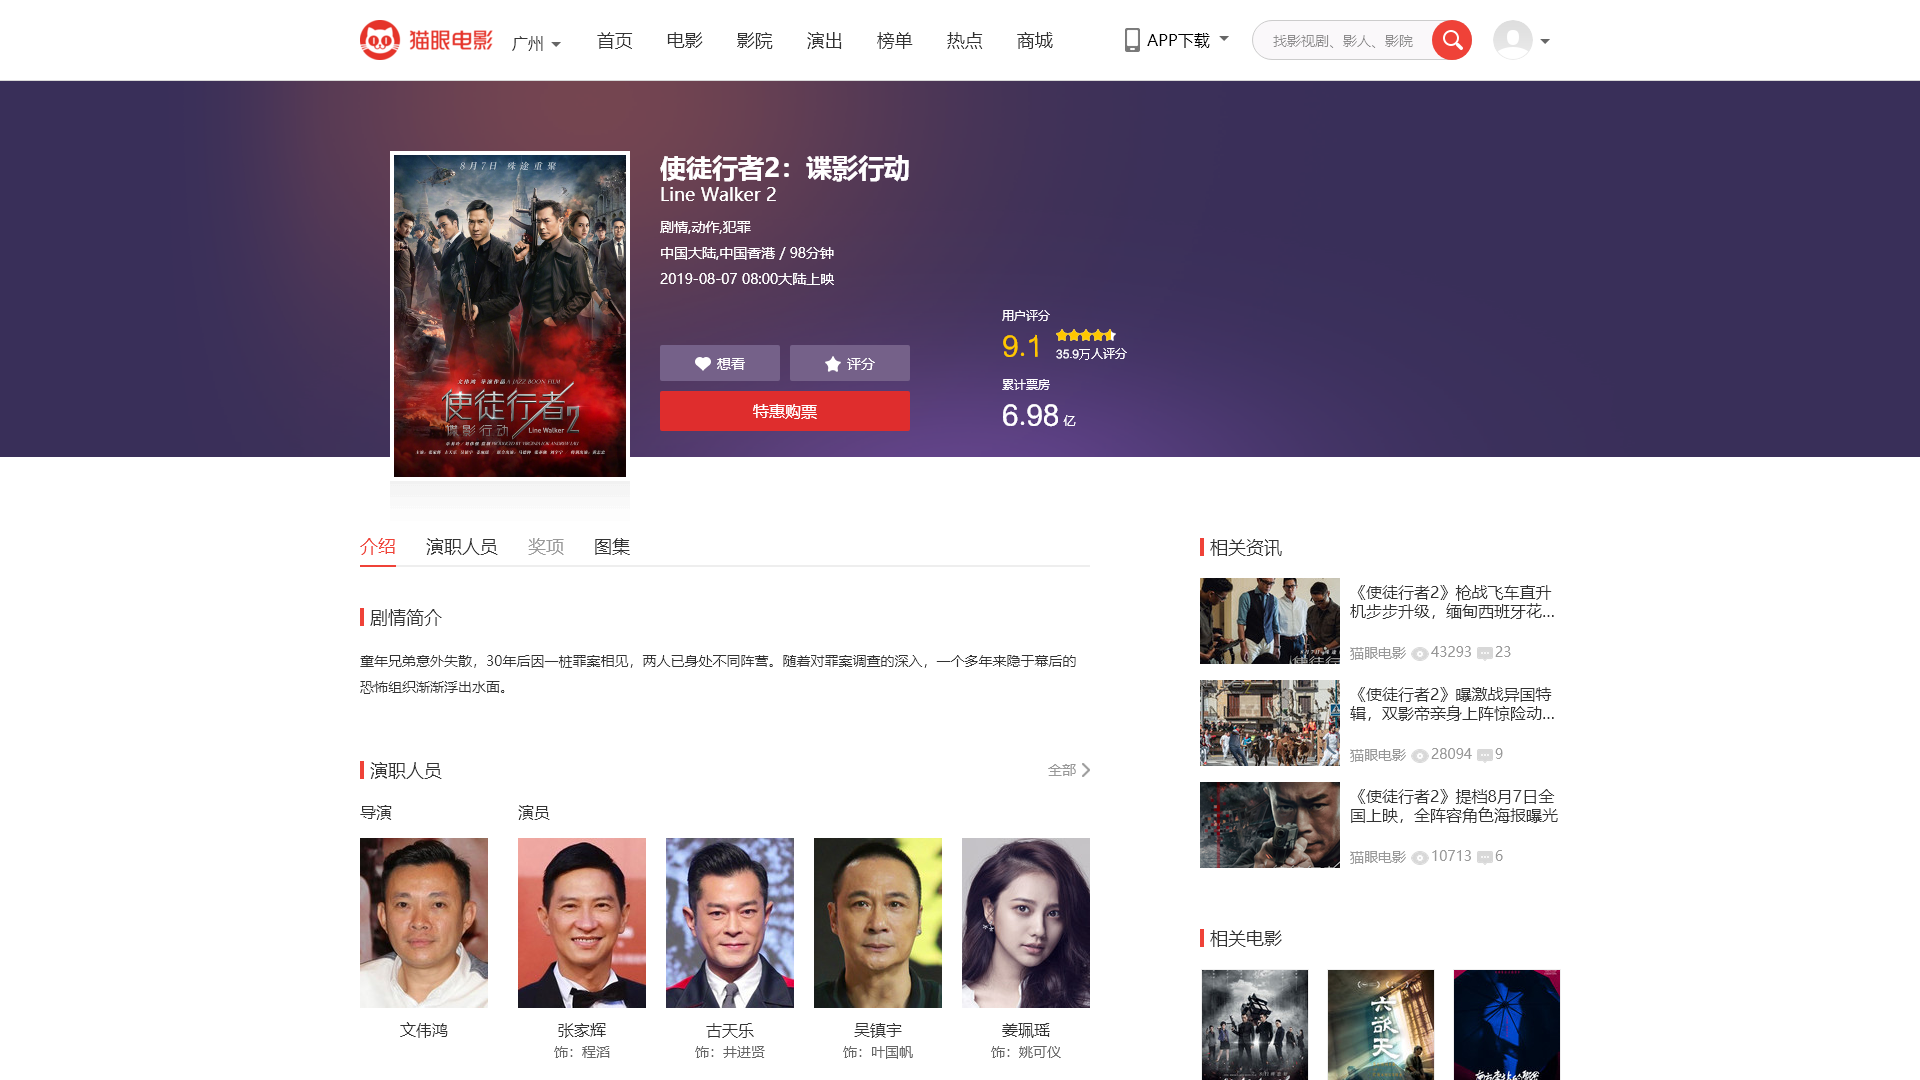 猫眼电影
广州
首页
电影
影院
演出
榜单
热点
商城
APP下载
找影视剧、影人、影院
8月7日 殊途重聚
文伟鸿 导演作品 A JAZZ BOON FILM
使徒行者2
谍影行动 Line Walker 2
使徒行者2：谍影行动
Line Walker 2
剧情,动作,犯罪
中国大陆,中国香港 / 98分钟
2019-08-07 08:00大陆上映
想看
评分
特惠购票
用户评分
9.1
35.9万人评分
累计票房
6.98 亿
介绍
演职人员
奖项
图集
剧情简介
童年兄弟意外失散，30年后因一桩罪案相见，两人已身处不同阵营。随着对罪案调查的深入，一个多年来隐于幕后的
恐怖组织渐渐浮出水面。
演职人员
全部
导演
演员
文伟鸿
张家辉
饰：程滔
古天乐
饰：井进贤
吴镇宇
饰：叶国帆
姜珮瑶
饰：姚可仪
相关资讯
《使徒行者2》枪战飞车直升
机步步升级，缅甸西班牙花...
猫眼电影 43293 23
《使徒行者2》曝激战异国特
辑，双影帝亲身上阵惊险动...
猫眼电影 28094 9
《使徒行者2》提档8月7日全
国上映，全阵容角色海报曝光
猫眼电影 10713 6
相关电影
六欲天